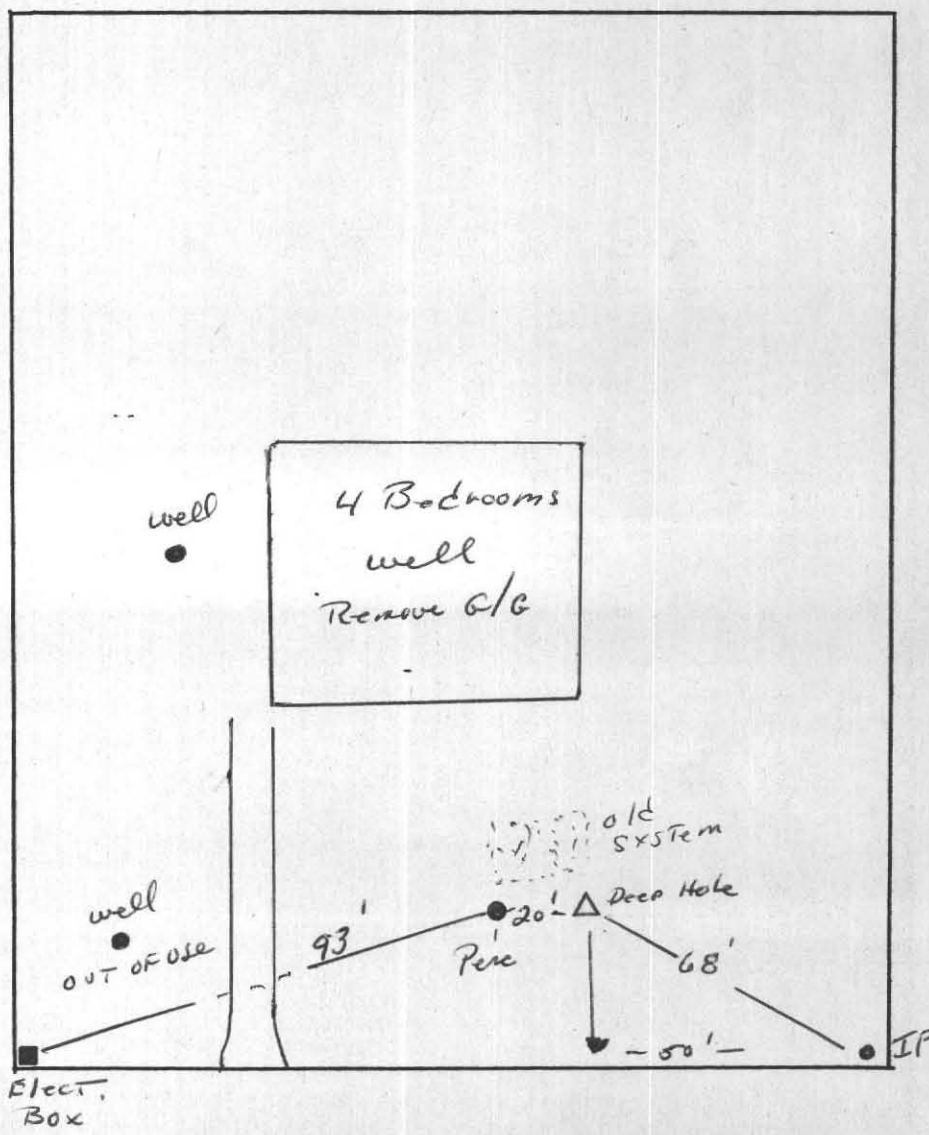 well
4 Bedrooms
well
Remove G/G
old
system
Deep Hole
20'
Perc
93'
68'
well
OUT OF USE
- 50' -
IP
Elect.
Box